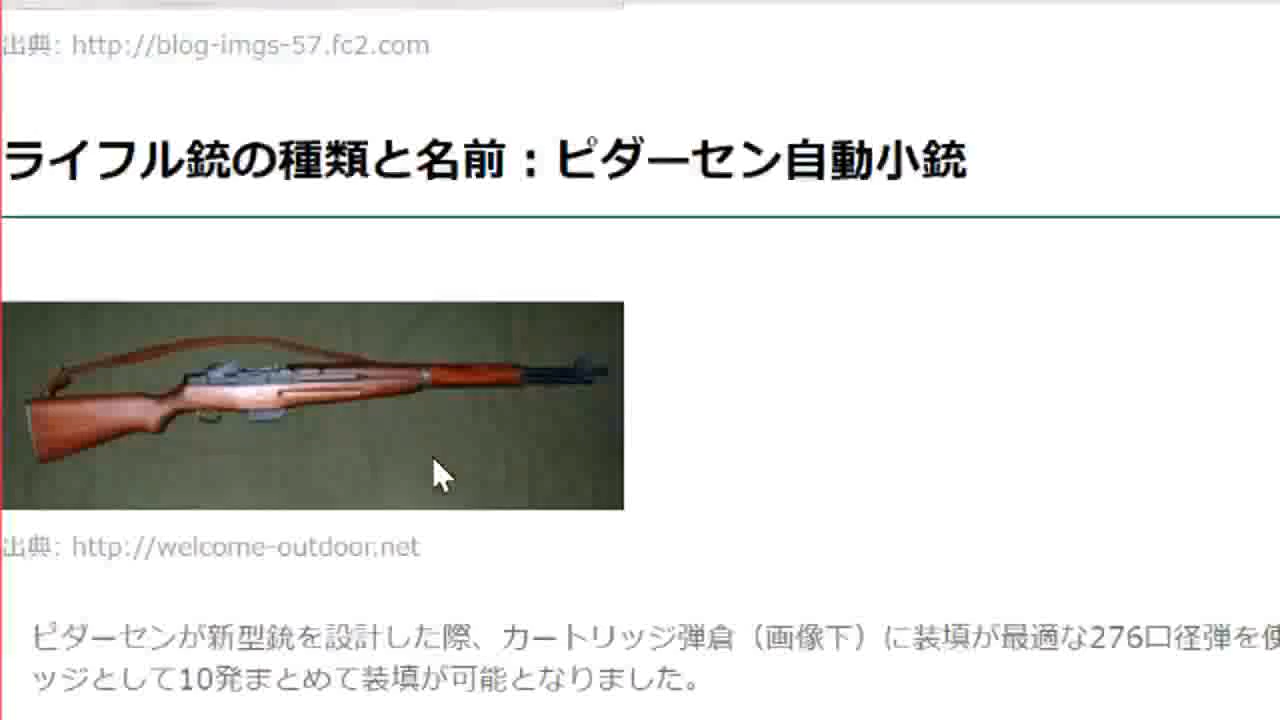 出典: http://blog-imgs-57.fc2.com
ライフル銃の種類と名前：ピダーセン自動小銃
出典: http://welcome-outdoor.net
ピダーセンが新型銃を設計した際、カートリッジ弾倉（画像下）に装填が最適な276口径弾を使
ッジとして10発まとめて装填が可能となりました。